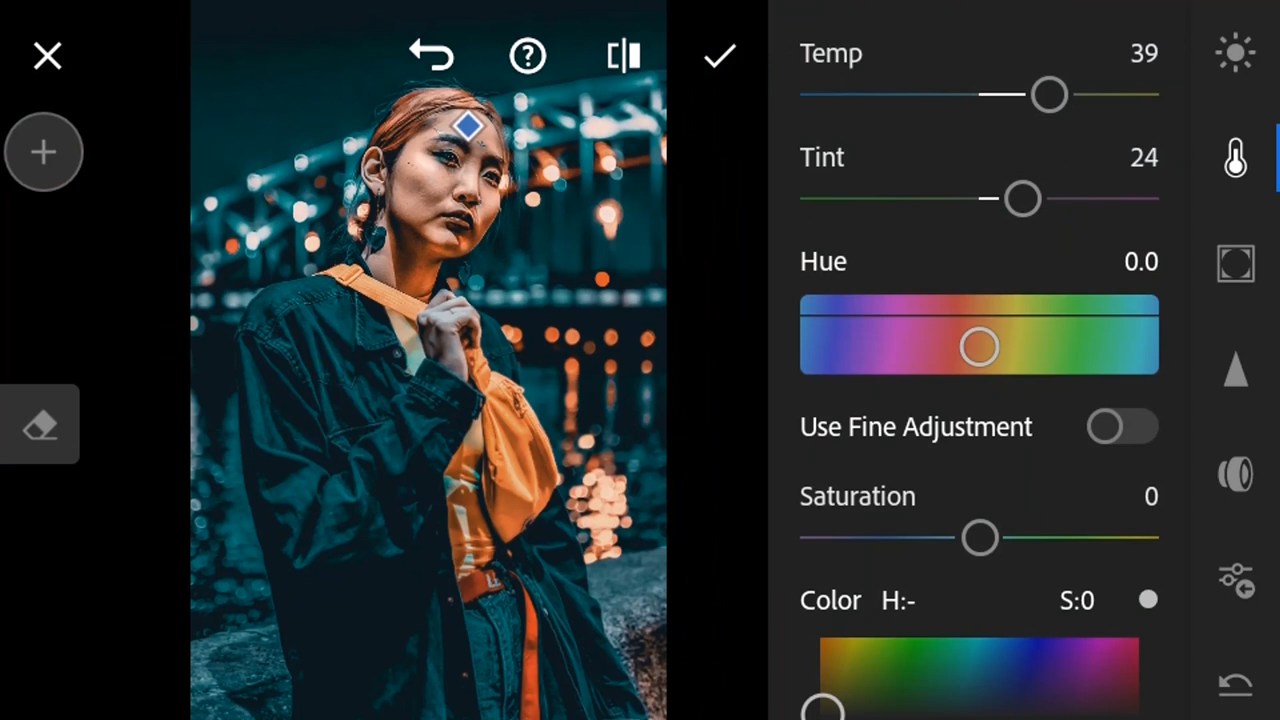 Temp 39
Tint 24
Hue 0.0
Use Fine Adjustment
Saturation 0
Color H:- S:0